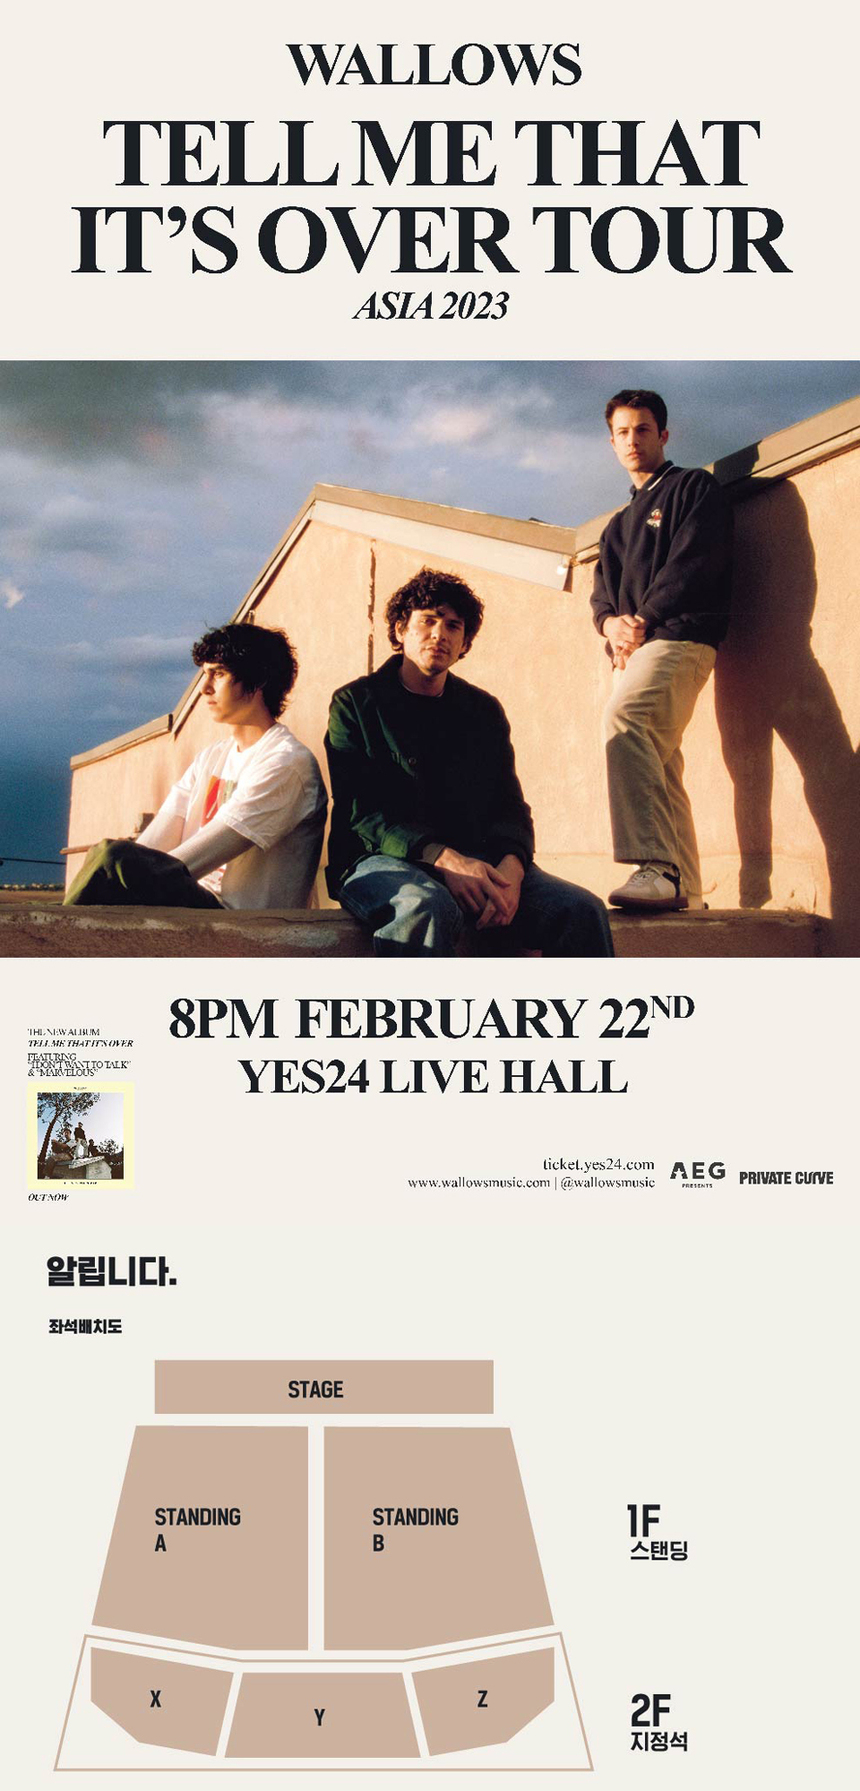 WALLOWS
TELL ME THAT
IT'S OVER TOUR
ASIA 2023
8PM FEBRUARY 22ND
YES24 LIVE HALL
THE NEW ALBUM
TELL ME THAT IT'S OVER
FEATURING
"I DON'T WANT TO TALK"
& "MARVELOUS"
OUT NOW
ticket.yes24.com
www.wallowsmusic.com | @wallowsmusic
AEG
PRESENTS
PRIVATE CURVE
알립니다.
좌석배치도
STAGE
STANDING
A
STANDING
B
1F
스탠딩
X
Y
Z
2F
지정석